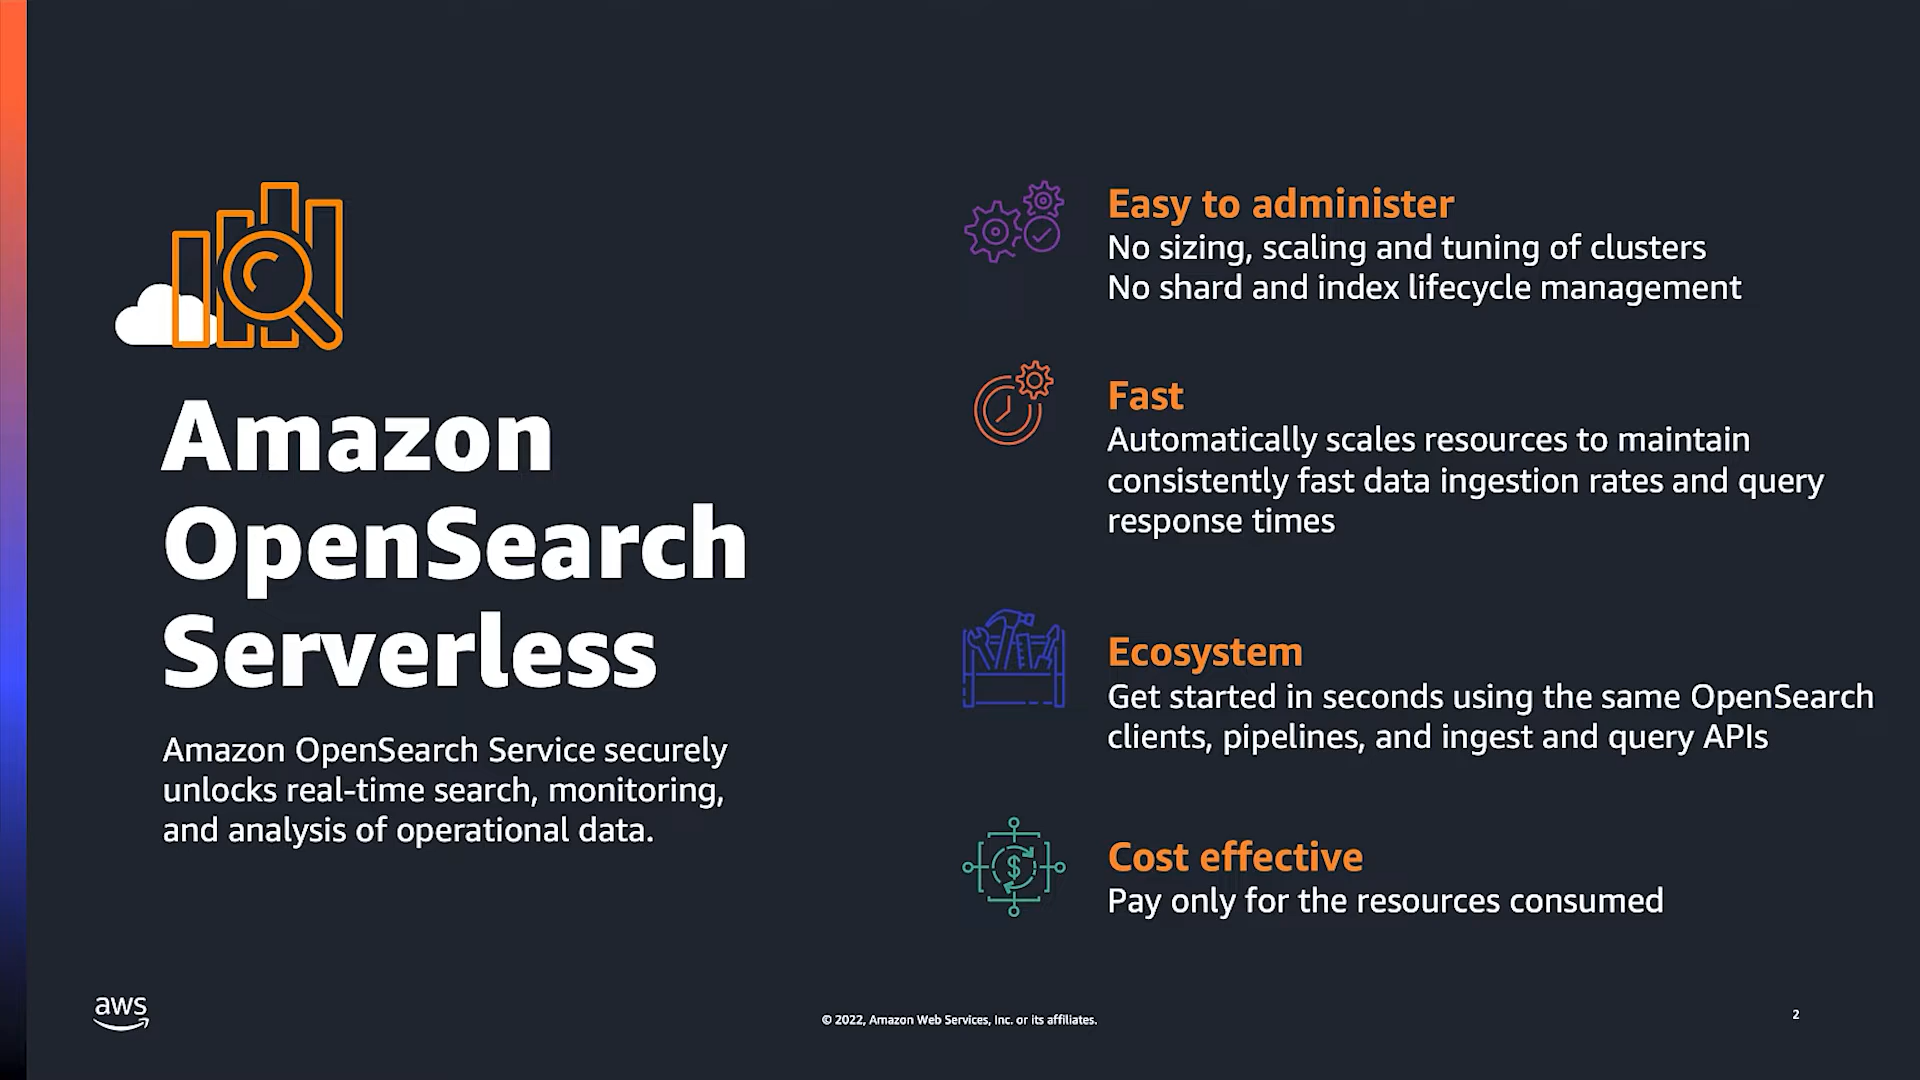 Amazon
OpenSearch
Serverless
Amazon OpenSearch Service securely
unlocks real-time search, monitoring,
and analysis of operational data.
Easy to administer
No sizing, scaling and tuning of clusters
No shard and index lifecycle management
Fast
Automatically scales resources to maintain
consistently fast data ingestion rates and query
response times
Ecosystem
Get started in seconds using the same OpenSearch
clients, pipelines, and ingest and query APIs
$
Cost effective
Pay only for the resources consumed
aws
© 2022, Amazon Web Services, Inc. or its affiliates.
2